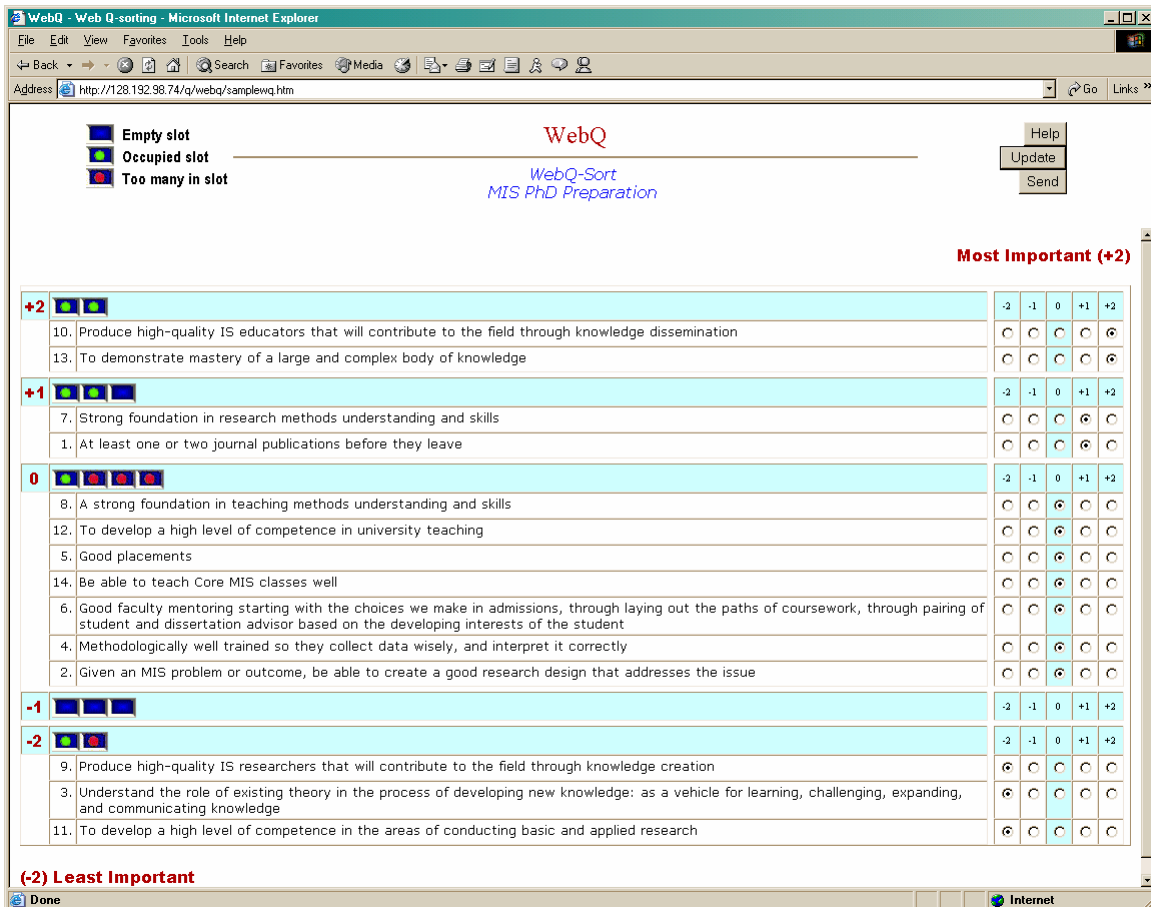 WebQ - Web Q-sorting - Microsoft Internet Explorer
File Edit View Favorites Tools Help
Back Search Favorites Media
Address http://128.192.98.74/q/webq/samplewq.htm Go Links »
Empty slot
Occupied slot
Too many in slot
WebQ
WebQ-Sort
MIS PhD Preparation
Help
Update
Send
Most Important (+2)
+2 -2 -1 0 +1 +2
10. Produce high-quality IS educators that will contribute to the field through knowledge dissemination
13. To demonstrate mastery of a large and complex body of knowledge
+1 -2 -1 0 +1 +2
7. Strong foundation in research methods understanding and skills
1. At least one or two journal publications before they leave
0 -2 -1 0 +1 +2
8. A strong foundation in teaching methods understanding and skills
12. To develop a high level of competence in university teaching
5. Good placements
14. Be able to teach Core MIS classes well
6. Good faculty mentoring starting with the choices we make in admissions, through laying out the paths of coursework, through pairing of
student and dissertation advisor based on the developing interests of the student
4. Methodologically well trained so they collect data wisely, and interpret it correctly
2. Given an MIS problem or outcome, be able to create a good research design that addresses the issue
-1 -2 -1 0 +1 +2
-2 -2 -1 0 +1 +2
9. Produce high-quality IS researchers that will contribute to the field through knowledge creation
3. Understand the role of existing theory in the process of developing new knowledge: as a vehicle for learning, challenging, expanding,
and communicating knowledge
11. To develop a high level of competence in the areas of conducting basic and applied research
(-2) Least Important
Done Internet